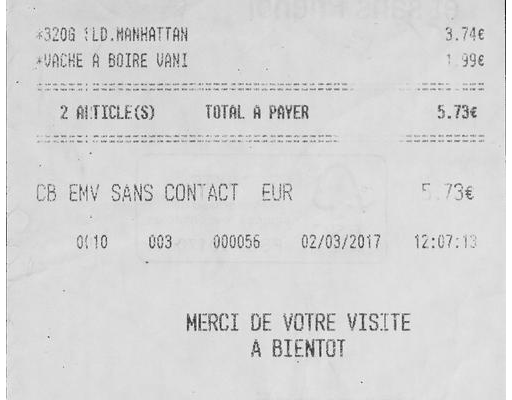 *320G SLD.MANHATTAN 3.74€
*VACHE A BOIRE VANI 1.99€
2 ARTICLE(S) TOTAL A PAYER 5.73€
CB EMV SANS CONTACT EUR 5.73€
0010 003 000056 02/03/2017 12:07:13
MERCI DE VOTRE VISITE
A BIENTOT